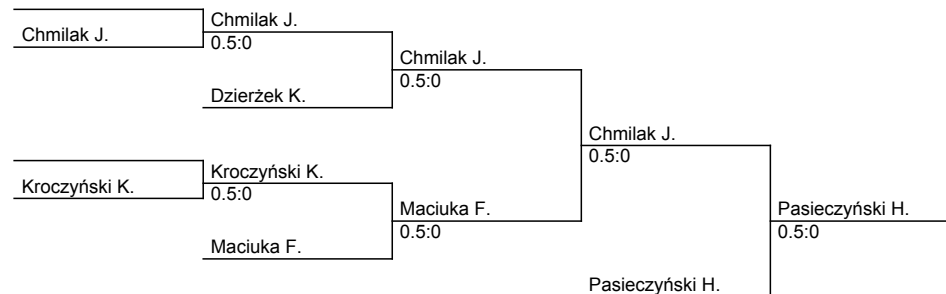 Chmilak J.
Chmilak J.
0.5:0
Chmilak J.
0.5:0
Dzierżek K.
Chmilak J.
0.5:0
Kroczyński K.
Kroczyński K.
0.5:0
Maciuka F.
0.5:0
Pasieczyński H.
0.5:0
Maciuka F.
Pasieczyński H.